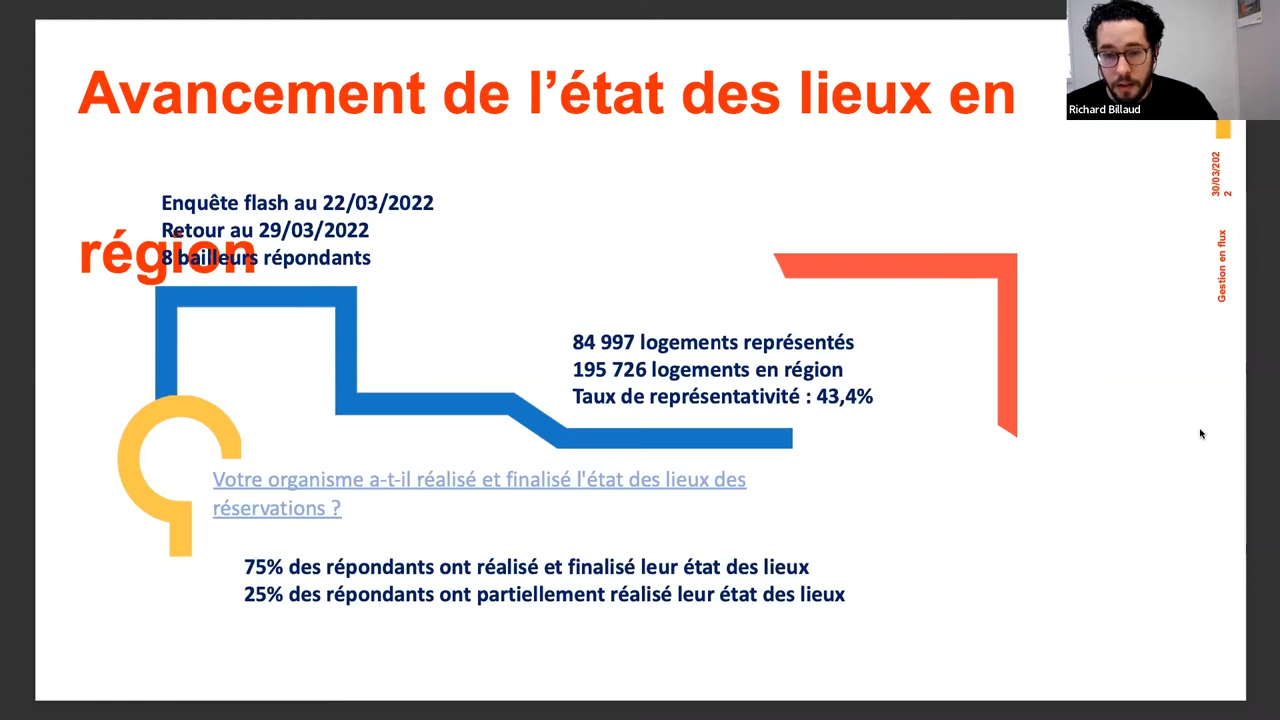 Avancement de l’état des lieux en
région
Enquête flash au 22/03/2022
Retour au 29/03/2022
8 bailleurs répondants
84 997 logements représentés
195 726 logements en région
Taux de représentativité : 43,4%
Votre organisme a-t-il réalisé et finalisé l'état des lieux des
réservations ?
75% des répondants ont réalisé et finalisé leur état des lieux
25% des répondants ont partiellement réalisé leur état des lieux
Richard Billaud
30/03/202
2
Gestion en flux